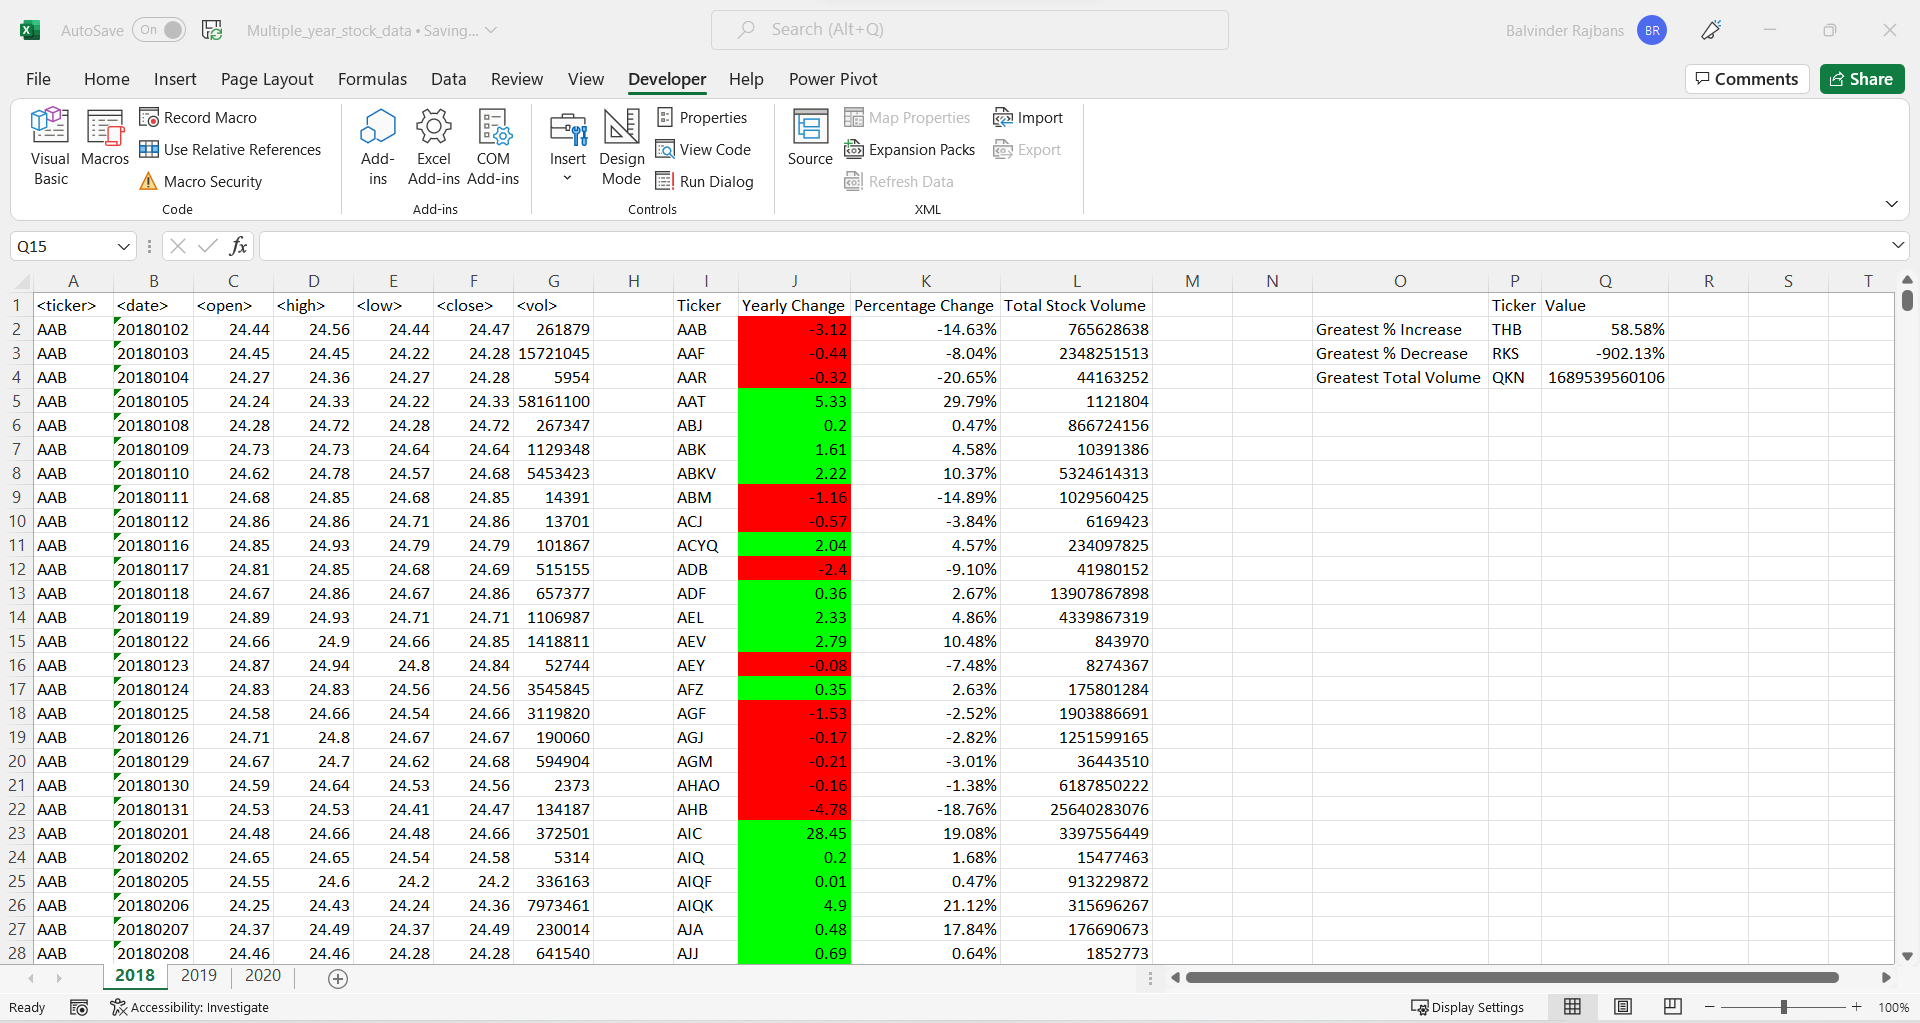 AutoSave On Multiple_year_stock_data • Saving... Search (Alt+Q) Balvinder Rajbans BR
File Home Insert Page Layout Formulas Data Review View Developer Help Power Pivot Comments Share
Visual Basic Macros Record Macro Use Relative References Macro Security Code
Add-ins Excel Add-ins COM Add-ins Add-ins
Insert Design Mode Properties View Code Run Dialog Controls
Source Map Properties Expansion Packs Refresh Data Import Export XML
Q15 fx
A B C D E F G H I J K L M N O P Q R S T
1 <ticker> <date> <open> <high> <low> <close> <vol> Ticker Yearly Change Percentage Change Total Stock Volume Ticker Value
2 AAB 20180102 24.44 24.56 24.44 24.47 261879 AAB -3.12 -14.63% 765628638 Greatest % Increase THB 58.58%
3 AAB 20180103 24.45 24.45 24.22 24.28 15721045 AAF -0.44 -8.04% 2348251513 Greatest % Decrease RKS -902.13%
4 AAB 20180104 24.27 24.36 24.27 24.28 5954 AAR -0.32 -20.65% 44163252 Greatest Total Volume QKN 1689539560106
5 AAB 20180105 24.24 24.33 24.22 24.33 58161100 AAT 5.33 29.79% 1121804
6 AAB 20180108 24.28 24.72 24.28 24.72 267347 ABJ 0.2 0.47% 866724156
7 AAB 20180109 24.73 24.73 24.64 24.64 1129348 ABK 1.61 4.58% 10391386
8 AAB 20180110 24.62 24.78 24.57 24.68 5453423 ABKV 2.22 10.37% 5324614313
9 AAB 20180111 24.68 24.85 24.68 24.85 14391 ABM -1.16 -14.89% 1029560425
10 AAB 20180112 24.86 24.86 24.71 24.86 13701 ACJ -0.57 -3.84% 6169423
11 AAB 20180116 24.85 24.93 24.79 24.79 101867 ACYQ 2.04 4.57% 234097825
12 AAB 20180117 24.81 24.85 24.68 24.69 515155 ADB -2.4 -9.10% 41980152
13 AAB 20180118 24.67 24.86 24.67 24.86 657377 ADF 0.36 2.67% 13907867898
14 AAB 20180119 24.89 24.93 24.71 24.71 1106987 AEL 2.33 4.86% 4339867319
15 AAB 20180122 24.66 24.9 24.66 24.85 1418811 AEV 2.79 10.48% 843970
16 AAB 20180123 24.87 24.94 24.8 24.84 52744 AEY -0.08 -7.48% 8274367
17 AAB 20180124 24.83 24.83 24.56 24.56 3545845 AFZ 0.35 2.63% 175801284
18 AAB 20180125 24.58 24.66 24.54 24.66 3119820 AGF -1.53 -2.52% 1903886691
19 AAB 20180126 24.71 24.8 24.67 24.67 190060 AGJ -0.17 -2.82% 1251599165
20 AAB 20180129 24.67 24.7 24.62 24.68 594904 AGM -0.21 -3.01% 36443510
21 AAB 20180130 24.59 24.64 24.53 24.56 2373 AHAO -0.16 -1.38% 6187850222
22 AAB 20180131 24.53 24.53 24.41 24.47 134187 AHB -4.78 -18.76% 25640283076
23 AAB 20180201 24.48 24.66 24.48 24.66 372501 AIC 28.45 19.08% 3397556449
24 AAB 20180202 24.65 24.65 24.54 24.58 5314 AIQ 0.2 1.68% 15477463
25 AAB 20180205 24.55 24.6 24.2 24.2 336163 AIQF 0.01 0.47% 913229872
26 AAB 20180206 24.25 24.43 24.24 24.36 7973461 AIQK 4.9 21.12% 315696267
27 AAB 20180207 24.37 24.49 24.37 24.49 230014 AJA 0.48 17.84% 176690673
28 AAB 20180208 24.46 24.46 24.28 24.28 641540 AJJ 0.69 0.64% 1852773
2018 2019 2020
Ready Accessibility: Investigate Display Settings 100%